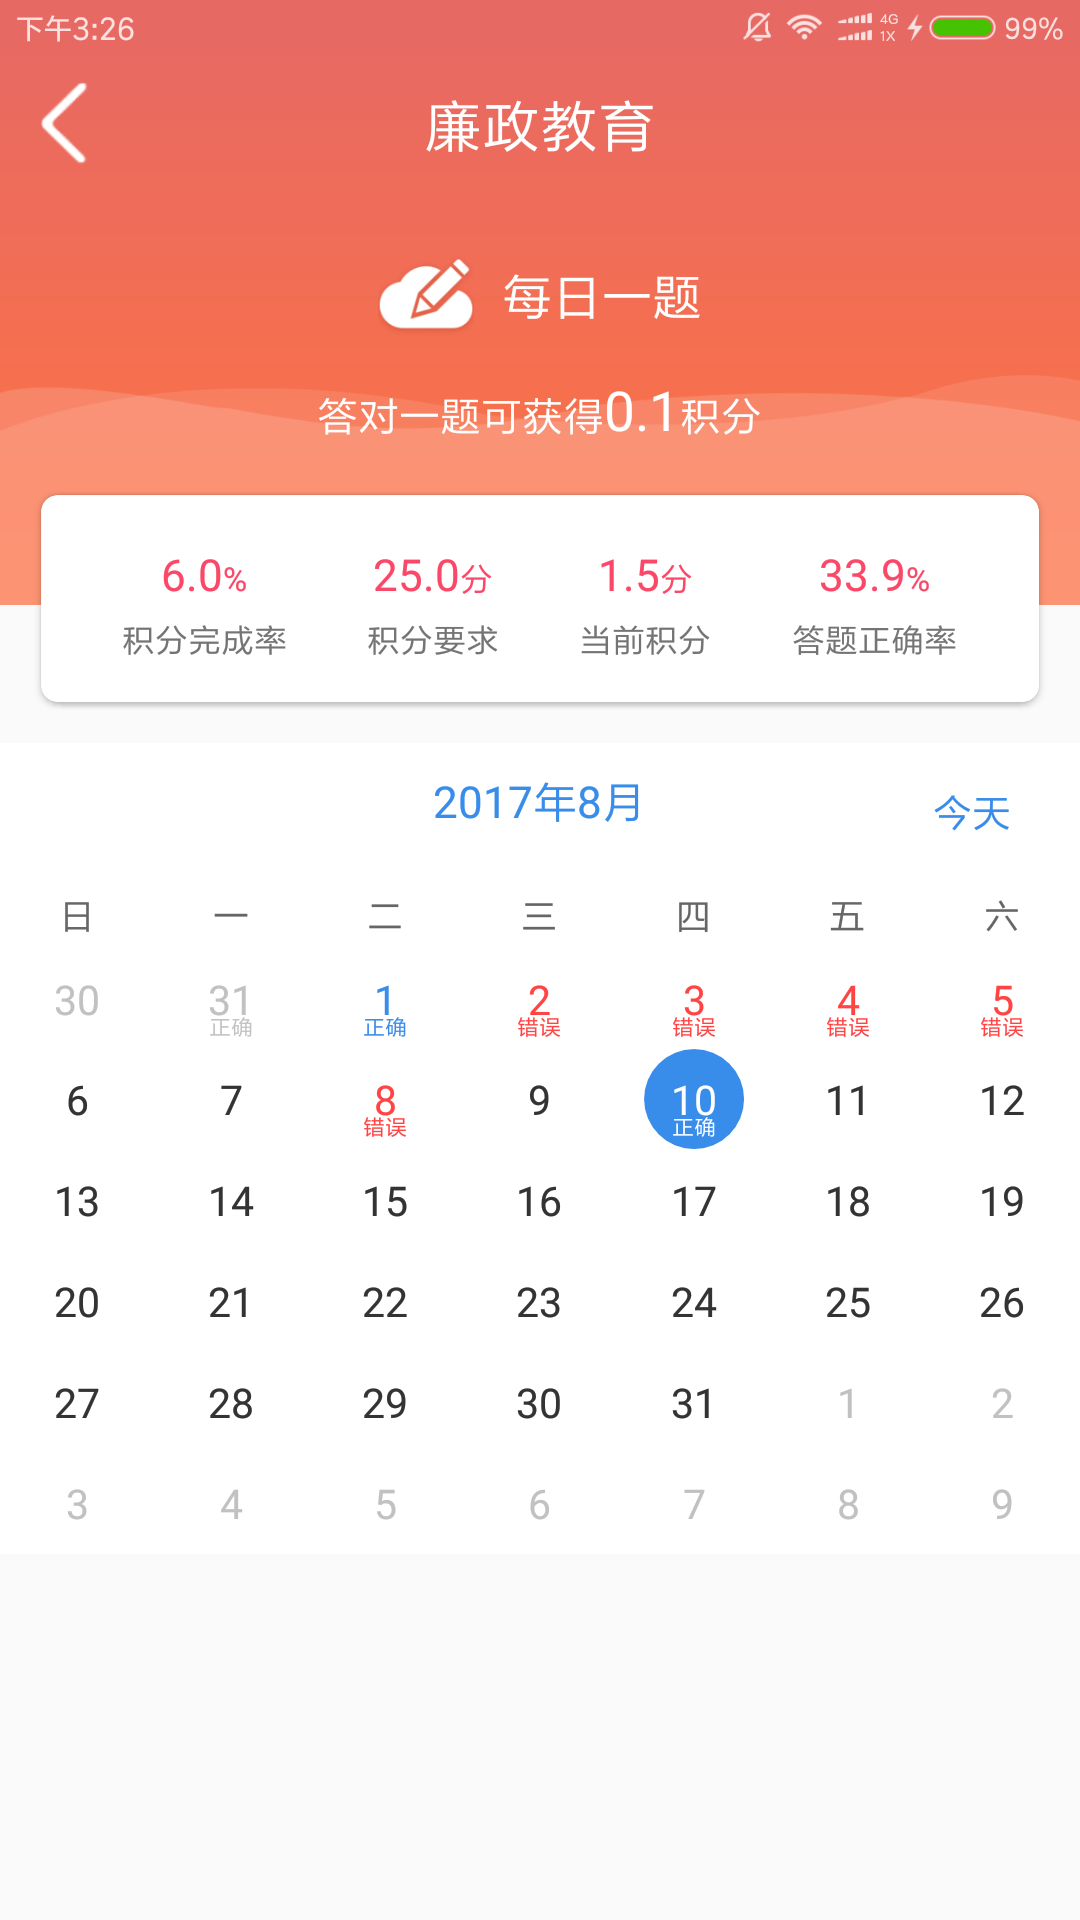 下午3:26
4G
1X
99%
廉政教育
每日一题
答对一题可获得0.1积分
6.0% 25.0分 1.5分 33.9%
积分完成率 积分要求 当前积分 答题正确率
2017年8月
今天
日 一 二 三 四 五 六
30 31 1 2 3 4 5
正确 正确 错误 错误 错误 错误
6 7 8 9 10 11 12
错误 正确
13 14 15 16 17 18 19
20 21 22 23 24 25 26
27 28 29 30 31 1 2
3 4 5 6 7 8 9